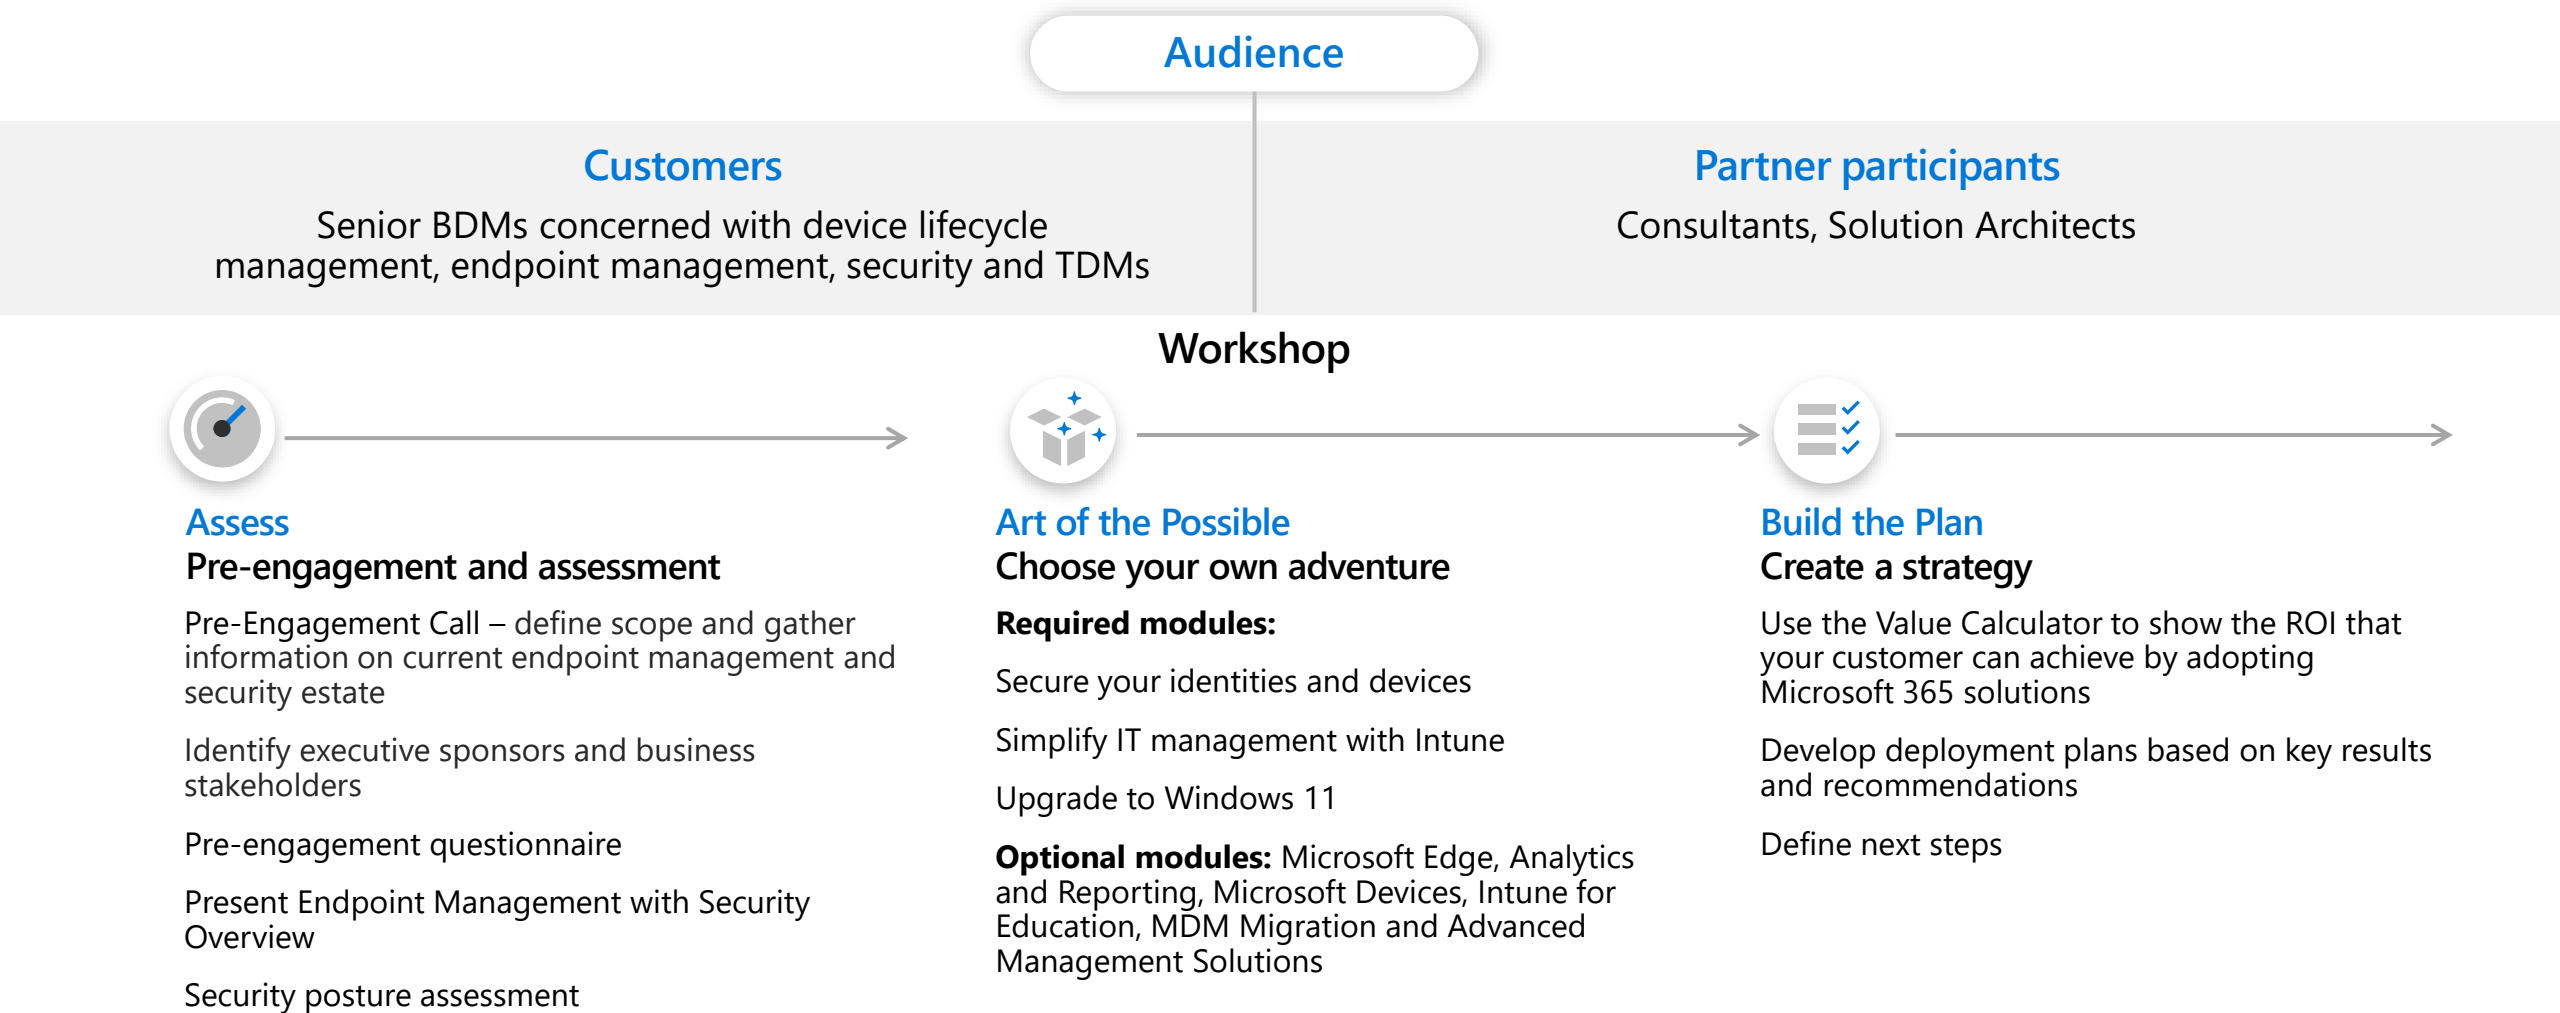 Audience
Customers
Senior BDMs concerned with device lifecycle
management, endpoint management, security and TDMs
Partner participants
Consultants, Solution Architects
Workshop
Assess
Pre-engagement and assessment
Pre-Engagement Call – define scope and gather
information on current endpoint management and
security estate
Identify executive sponsors and business
stakeholders
Pre-engagement questionnaire
Present Endpoint Management with Security
Overview
Security posture assessment
Art of the Possible
Choose your own adventure
Required modules:
Secure your identities and devices
Simplify IT management with Intune
Upgrade to Windows 11
Optional modules: Microsoft Edge, Analytics
and Reporting, Microsoft Devices, Intune for
Education, MDM Migration and Advanced
Management Solutions
Build the Plan
Create a strategy
Use the Value Calculator to show the ROI that
your customer can achieve by adopting
Microsoft 365 solutions
Develop deployment plans based on key results
and recommendations
Define next steps